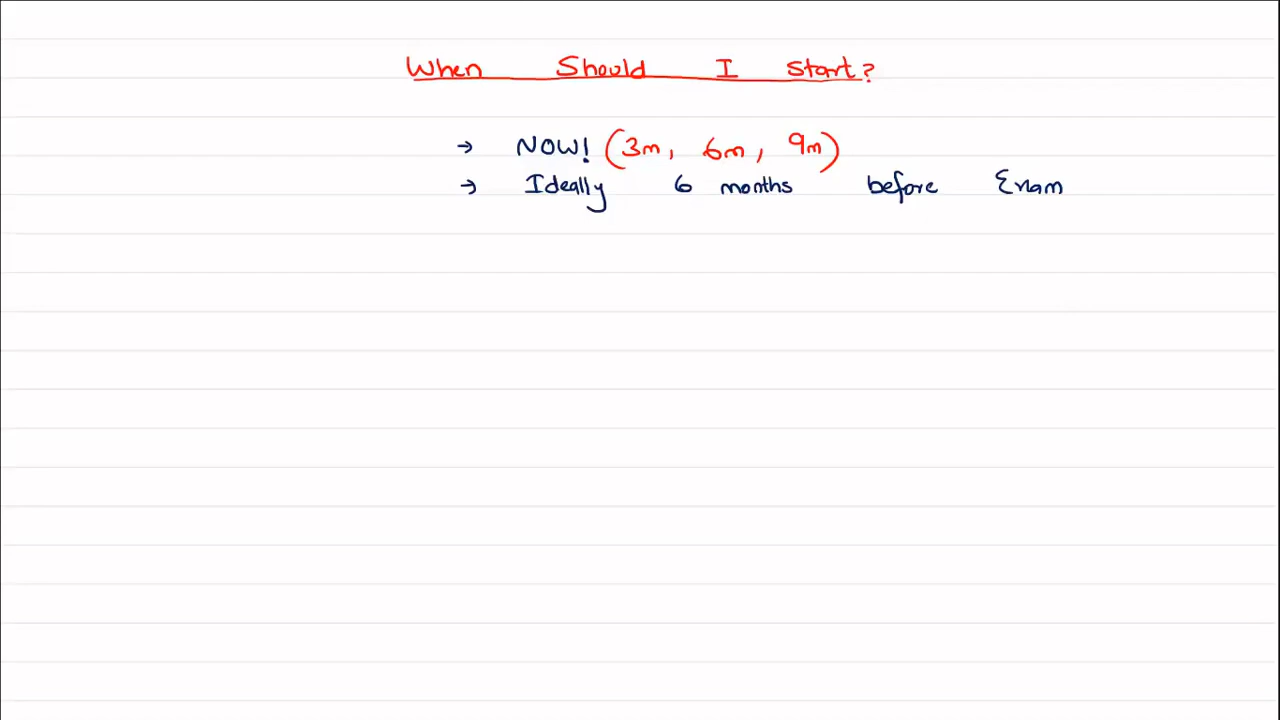 When Should I start?
→ NOW! (3m, 6m, 9m)
→ Ideally 6 months before Exam